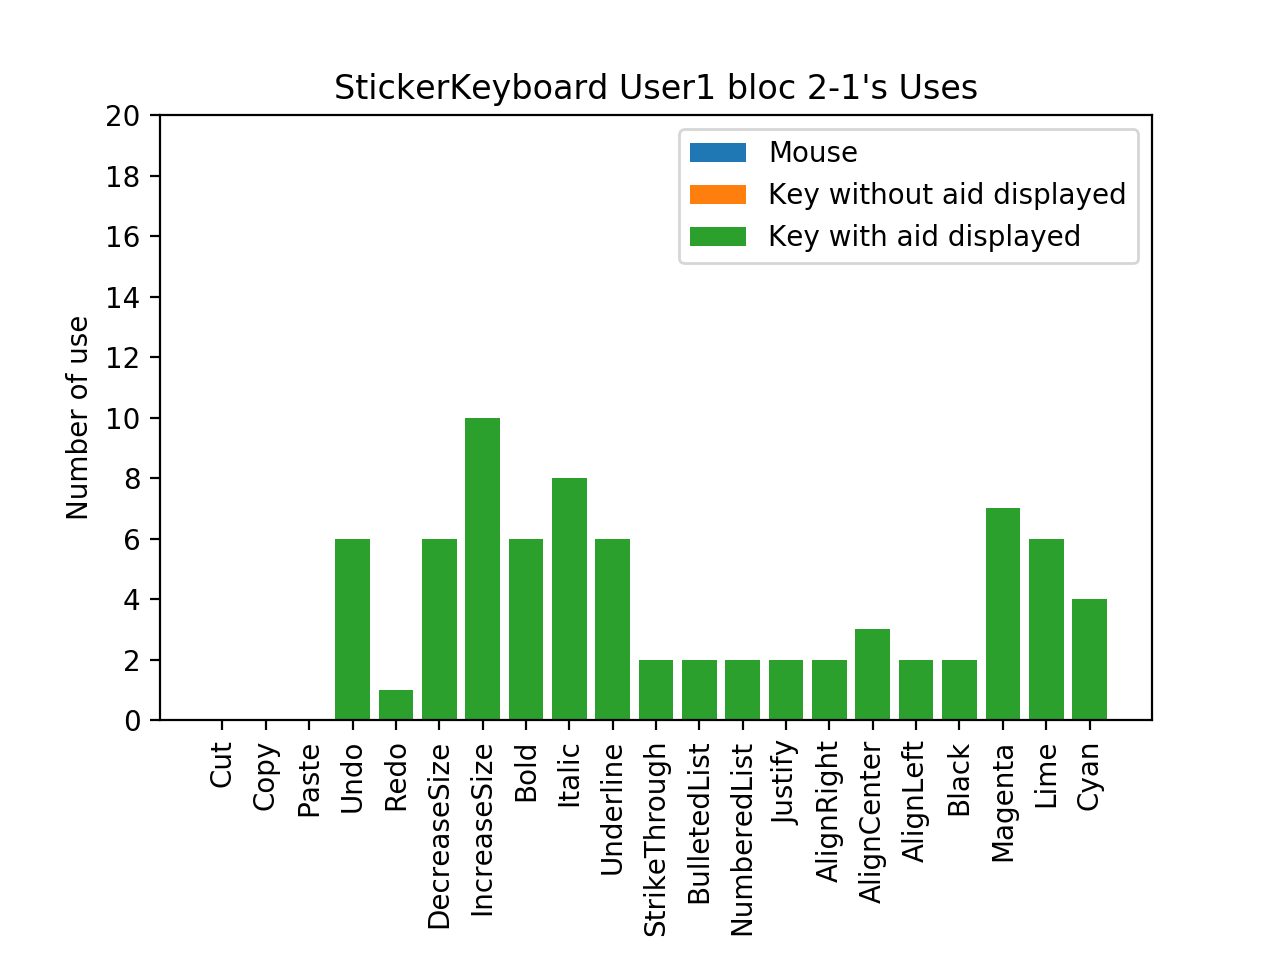 StickerKeyboard User1 bloc 2-1's Uses
20
18
16
14
12
10
8
6
4
2
0
Number of use
Mouse
Key without aid displayed
Key with aid displayed
Cut
Copy
Paste
Undo
Redo
DecreaseSize
IncreaseSize
Bold
Italic
Underline
StrikeThrough
BulletedList
NumberedList
Justify
AlignRight
AlignCenter
AlignLeft
Black
Magenta
Lime
Cyan